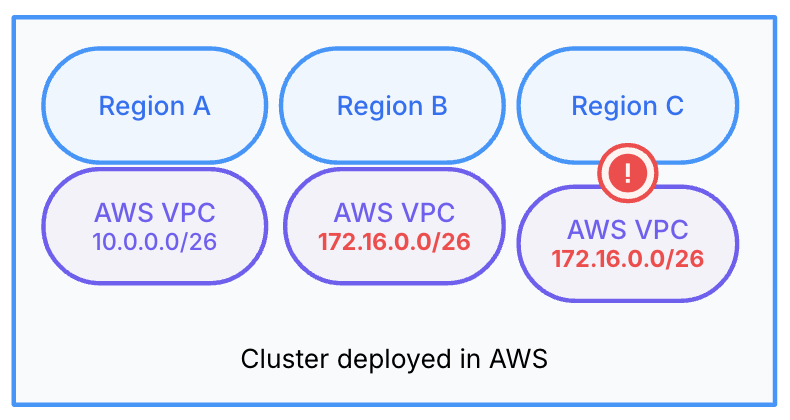 Region A
Region B
Region C
!
AWS VPC
10.0.0.0/26
AWS VPC
172.16.0.0/26
AWS VPC
172.16.0.0/26
Cluster deployed in AWS